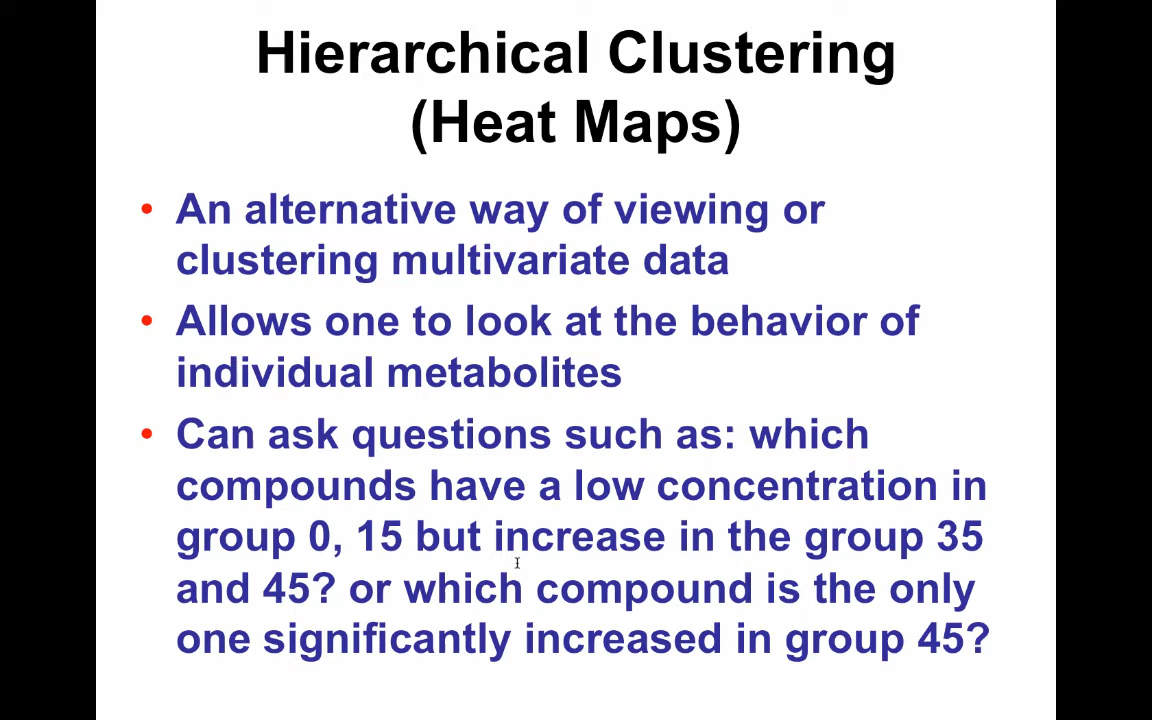 Hierarchical Clustering
(Heat Maps)
• An alternative way of viewing or
clustering multivariate data
• Allows one to look at the behavior of
individual metabolites
• Can ask questions such as: which
compounds have a low concentration in
group 0, 15 but increase in the group 35
and 45? or which compound is the only
one significantly increased in group 45?